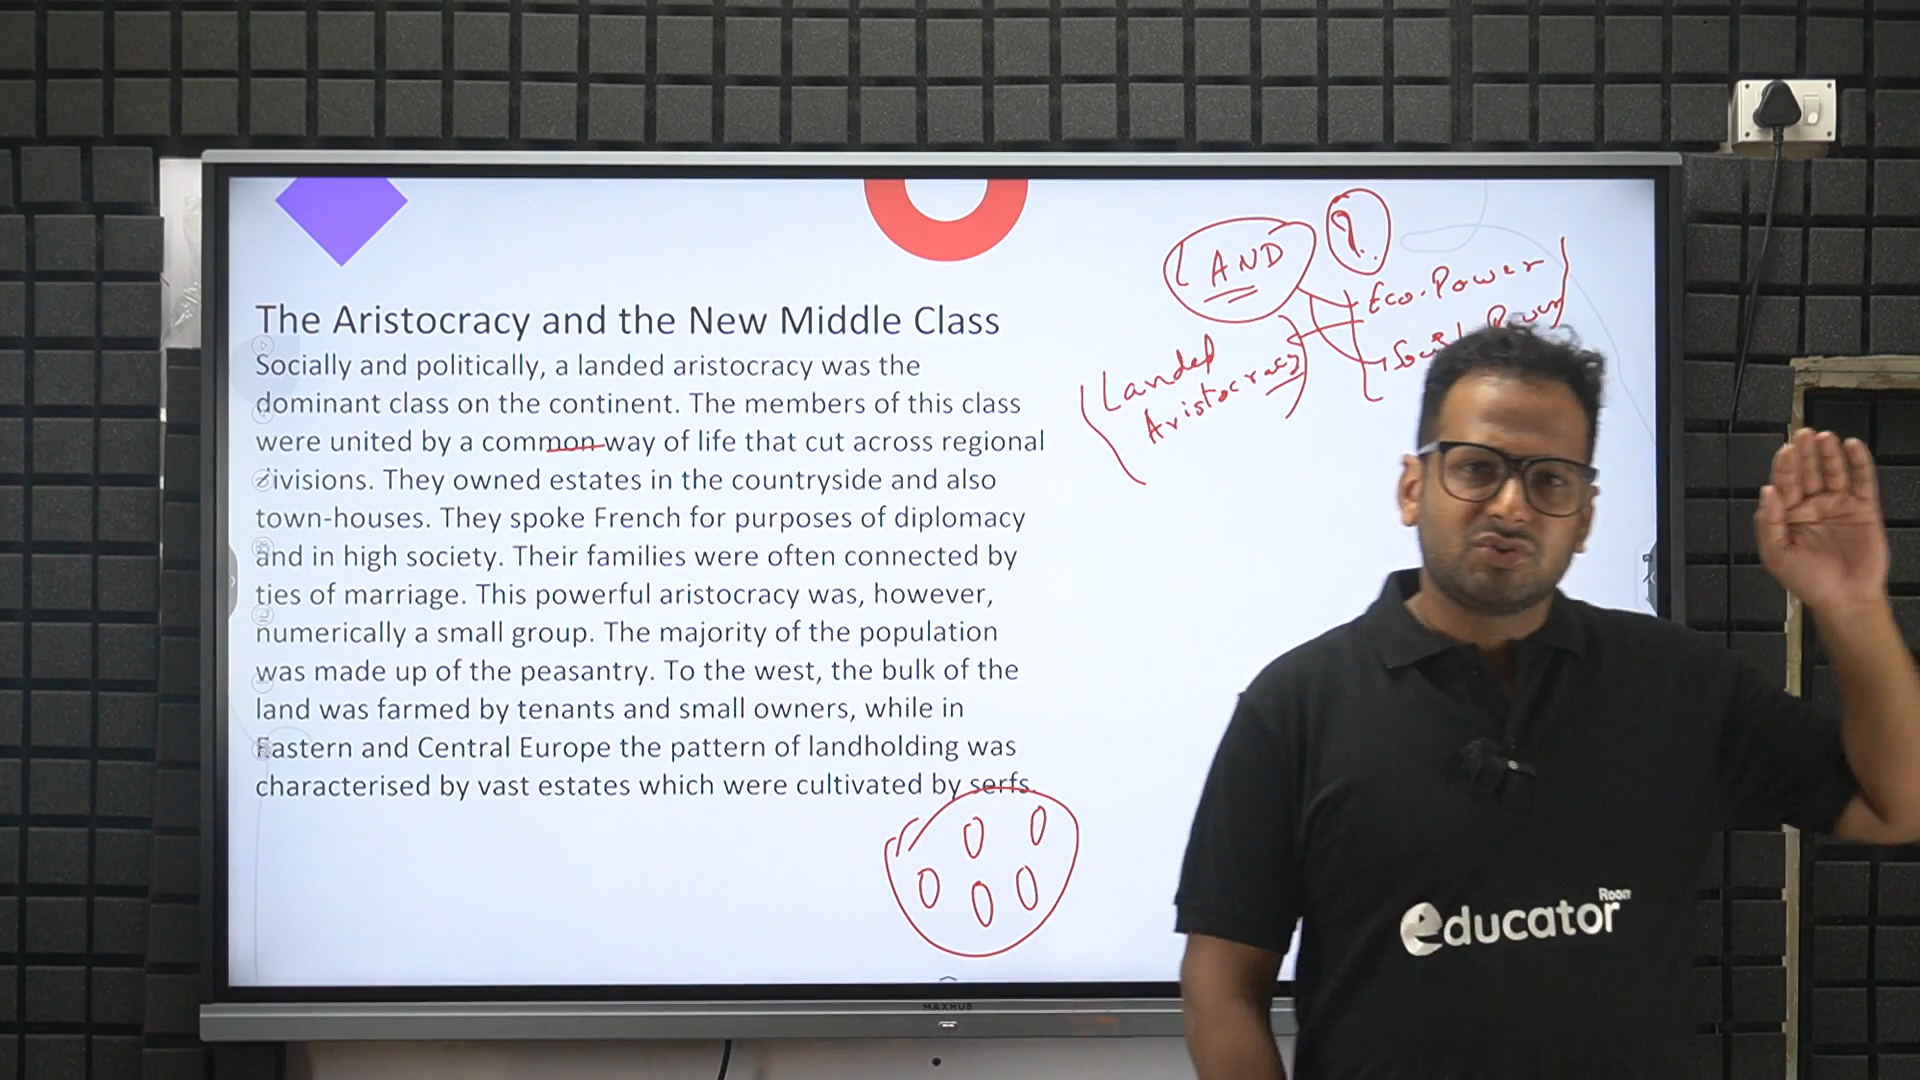 The Aristocracy and the New Middle Class
Socially and politically, a landed aristocracy was the
dominant class on the continent. The members of this class
were united by a common way of life that cut across regional
divisions. They owned estates in the countryside and also
town-houses. They spoke French for purposes of diplomacy
and in high society. Their families were often connected by
ties of marriage. This powerful aristocracy was, however,
numerically a small group. The majority of the population
was made up of the peasantry. To the west, the bulk of the
land was farmed by tenants and small owners, while in
Eastern and Central Europe the pattern of landholding was
characterised by vast estates which were cultivated by serfs.
LAND ?
Eco. Power
Power
Landed
Aristocracy
educator
Room
MAXHUB